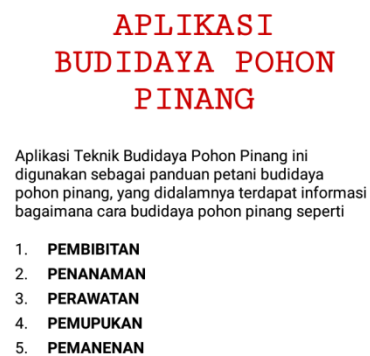 APLIKASI
BUDIDAYA POHON
PINANG
Aplikasi Teknik Budidaya Pohon Pinang ini
digunakan sebagai panduan petani budidaya
pohon pinang, yang didalamnya terdapat informasi
bagaimana cara budidaya pohon pinang seperti
1. PEMBIBITAN
2. PENANAMAN
3. PERAWATAN
4. PEMUPUKAN
5. PEMANENAN